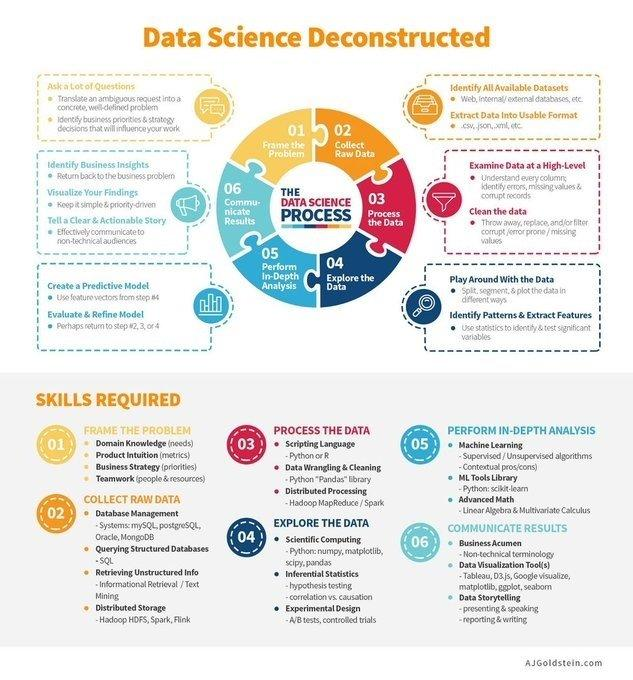 Data Science Deconstructed
Ask a Lot of Questions
Translate an ambiguous request into a
concrete, well-defined problem
Identify business priorities & strategy
decisions that will influence your work
Identify Business Insights
Return back to the business problem
Visualize Your Findings
Keep it simple & priority-driven
Tell a Clear & Actionable Story
Effectively communicate to
non-technical audiences
Create a Predictive Model
Use feature vectors from step #4
Evaluate & Refine Model
Perhaps return to step #2, 3, or 4
01
Frame the
Problem
02
Collect
Raw Data
03
Process
the Data
04
Explore the
Data
05
Perform
In-Depth
Analysis
06
Commu-
nicate
Results
THE
DATA SCIENCE
PROCESS
Identify All Available Datasets
Web, internal/ external databases, etc.
Extract Data Into Usable Format
.csv, .json, .xml, etc.
Examine Data at a High-Level
Understand every column;
identify errors, missing values &
corrupt records
Clean the data
Throw away, replace, and/or filter
corrupt /error prone / missing
values
Play Around With the Data
Split, segment, & plot the data in
different ways
Identify Patterns & Extract Features
Use statistics to identify & test significant
variables
SKILLS REQUIRED
01
FRAME THE PROBLEM
Domain Knowledge (needs)
Product Intuition (metrics)
Business Strategy (priorities)
Teamwork (people & resources)
02
COLLECT RAW DATA
Database Management
- Systems: mySQL, postgreSQL,
Oracle, MongoDB
Querying Structured Databases
- SQL
Retrieving Unstructured Info
- Informational Retrieval / Text
Mining
Distributed Storage
- Hadoop HDFS, Spark, Flink
03
PROCESS THE DATA
Scripting Language
- Python or R
Data Wrangling & Cleaning
- Python "Pandas" library
Distributed Processing
- Hadoop MapReduce / Spark
04
EXPLORE THE DATA
Scientific Computing
- Python: numpy, matplotlib,
scipy, pandas
Inferential Statistics
- hypothesis testing
- correlation vs. causation
Experimental Design
- A/B tests, controlled trials
05
PERFORM IN-DEPTH ANALYSIS
Machine Learning
- Supervised / Unsupervised algorithms
- Contextual pros/cons)
ML Tools Library
- Python: scikit-learn
Advanced Math
- Linear Algebra & Multivariate Calculus
06
COMMUNICATE RESULTS
Business Acumen
- Non-technical terminology
Data Visualization Tool(s)
- Tableau, D3.js, Google visualize,
matplotlib, ggplot, seaborn
Data Storytelling
- presenting & speaking
- reporting & writing
AJGoldstein.com